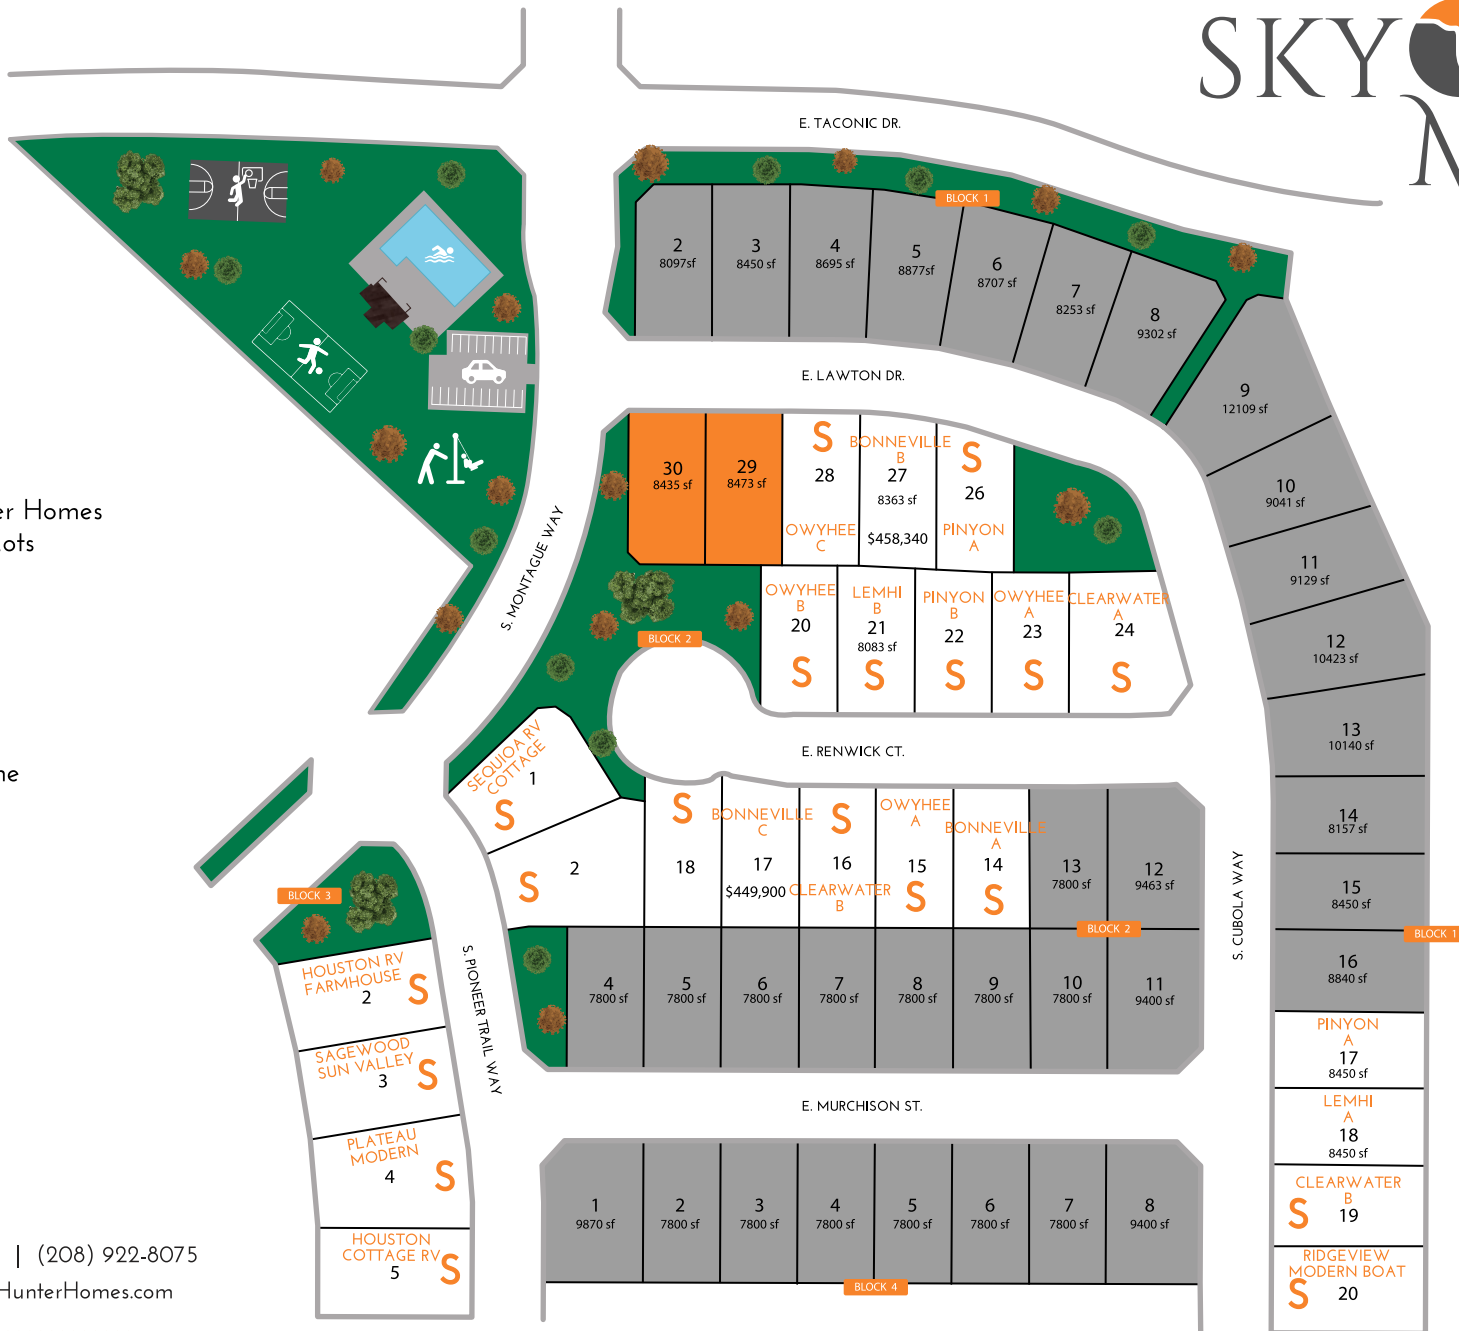 SKY
E. TACONIC DR.
BLOCK 1
2
8097 sf
3
8450 sf
4
8695 sf
5
8877sf
6
8707 sf
7
8253 sf
8
9302 sf
9
12109 sf
E. LAWTON DR.
30
8435 sf
29
8473 sf
S
28
OWYHEE
C
BONNEVILLE
B
27
8363 sf
$458,340
S
26
PINYON
A
10
9041 sf
11
9129 sf
12
10423 sf
13
10140 sf
14
8157 sf
15
8450 sf
BLOCK 1
16
8840 sf
Homes
S. MONTAGUE WAY
BLOCK 2
OWYHEE
B
20
S
LEMHI
B
21
8083 sf
S
PINYON
B
22
S
OWYHEE
A
23
S
CLEARWATER
A
24
S
E. RENWICK CT.
SEQUIOA RV
COTTAGE
1
S
2
S
S
18
BONNEVILLE
C
17
$449,900
S
16
CLEARWATER
B
OWYHEE
A
15
S
BONNEVILLE
A
14
S
13
7800 sf
12
9463 sf
BLOCK 2
S. CUBOLA WAY
4
7800 sf
5
7800 sf
6
7800 sf
7
7800 sf
8
7800 sf
9
7800 sf
10
7800 sf
11
9400 sf
BLOCK 3
S. PIONEER TRAIL WAY
HOUSTON RV
FARMHOUSE
2
S
SAGEWOOD
SUN VALLEY
3
S
PLATEAU
MODERN
4
S
HOUSTON
COTTAGE RV
5
S
E. MURCHISON ST.
PINYON
A
17
8450 sf
LEMHI
A
18
8450 sf
CLEARWATER
B
19
S
RIDGEVIEW
MODERN BOAT
20
S
1
9870 sf
2
7800 sf
3
7800 sf
4
7800 sf
5
7800 sf
6
7800 sf
7
7800 sf
8
9400 sf
BLOCK 4
| (208) 922-8075
HunterHomes.com